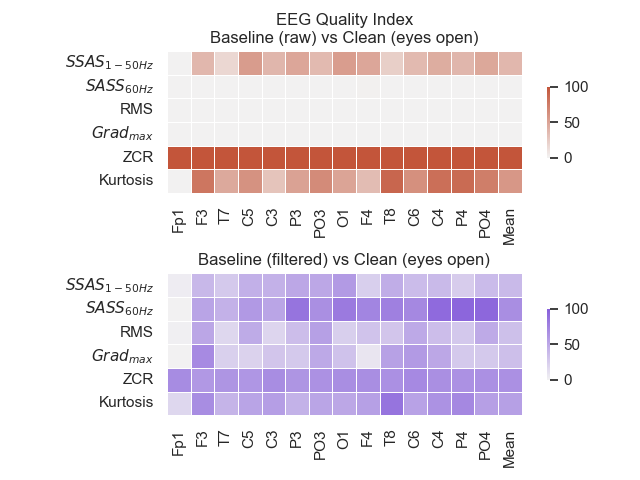 EEG Quality Index
Baseline (raw) vs Clean (eyes open)
SSAS1−50Hz
SASS60Hz
RMS
Gradmax
ZCR
Kurtosis
Fp1 F3 T7 C5 C3 P3 PO3 O1 F4 T8 C6 C4 P4 PO4 Mean
100
50
0
Baseline (filtered) vs Clean (eyes open)
SSAS1−50Hz
SASS60Hz
RMS
Gradmax
ZCR
Kurtosis
Fp1 F3 T7 C5 C3 P3 PO3 O1 F4 T8 C6 C4 P4 PO4 Mean
100
50
0